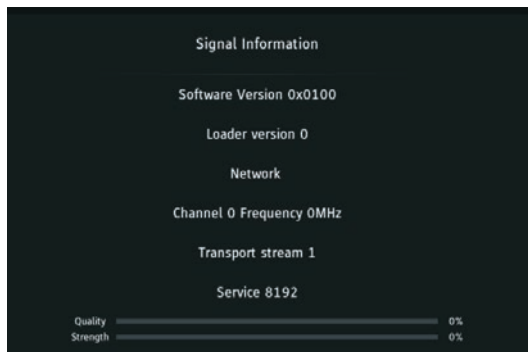 Signal Information
Software Version 0x0100
Loader version 0
Network
Channel 0 Frequency 0MHz
Transport stream 1
Service 8192
Quality 0%
Strength 0%